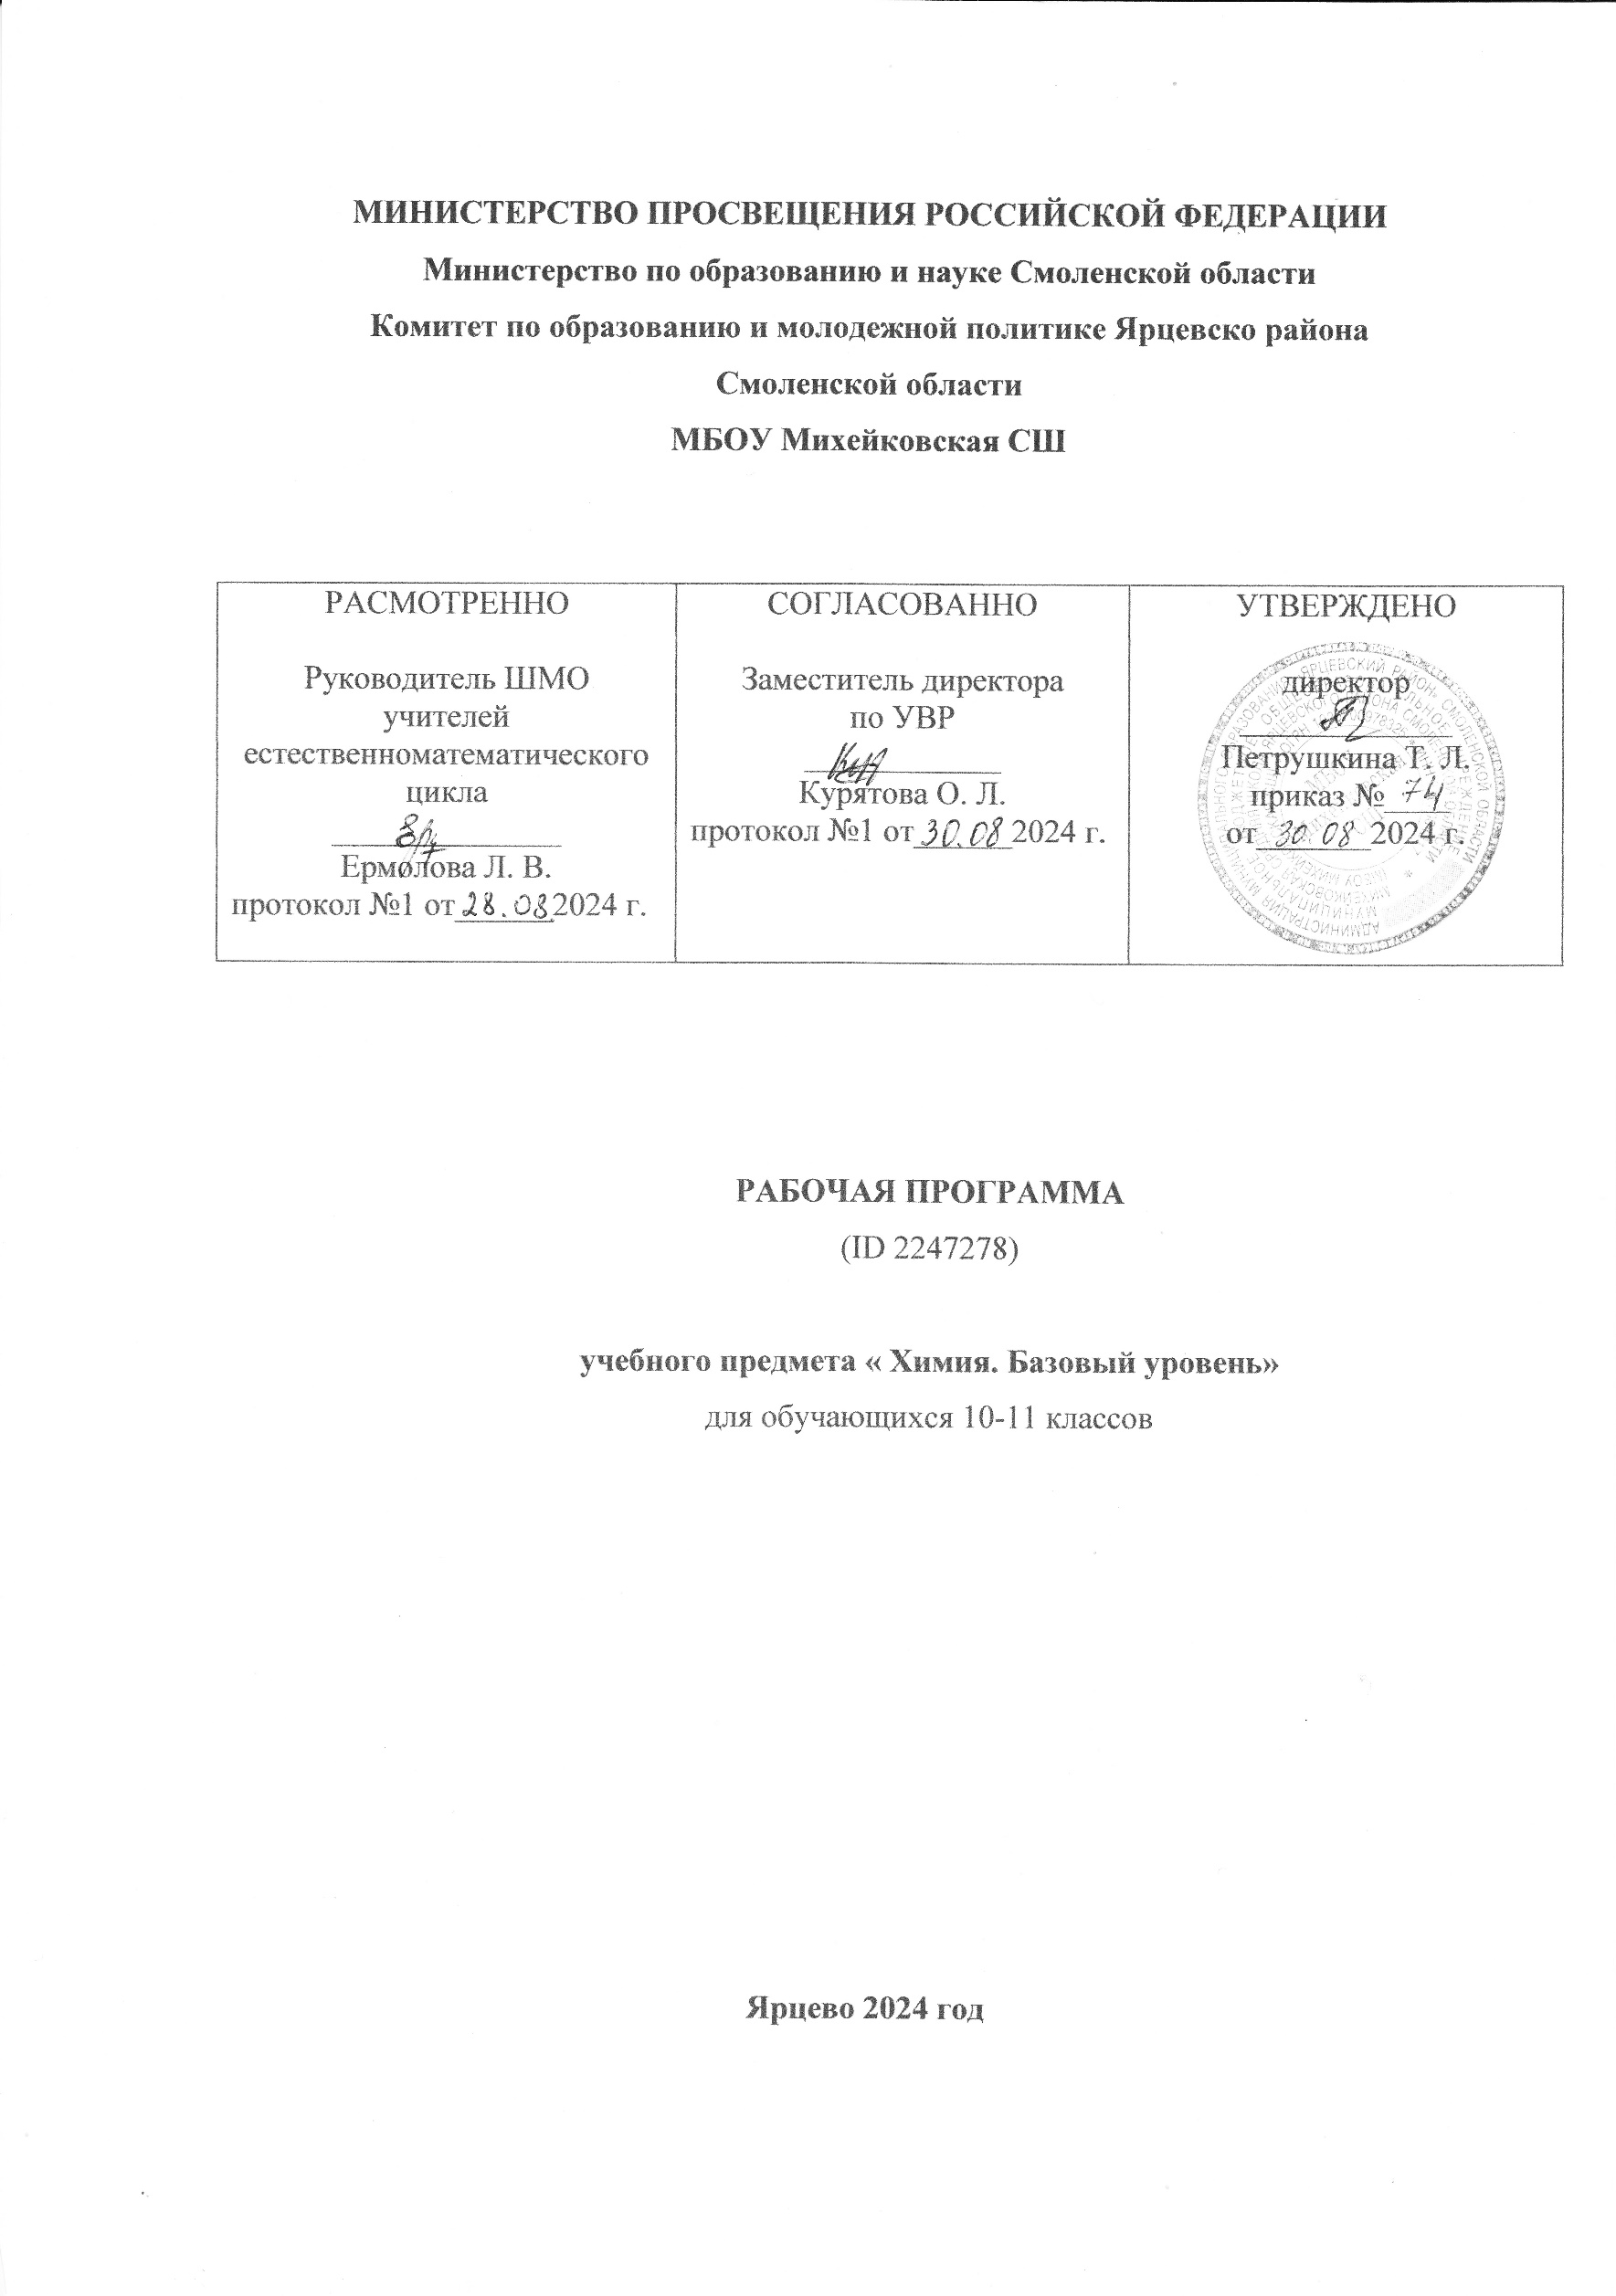 МИНИСТЕРСТВО ПРОСВЕЩЕНИЯ РОССИЙСКОЙ ФЕДЕРАЦИИ
Министерство по образованию и науке Смоленской области
Комитет по образованию и молодежной политике Ярцевско района
Смоленской области
МБОУ Михейковская СШ
РАСМОТРЕННО
Руководитель ШМО
учителей
естественноматематического
цикла
Ермолова Л. В.
протокол №1 от 28.08 2024 г.
СОГЛАСОВАННО
Заместитель директора
по УВР
Курятова О. Л.
протокол №1 от 30.08 2024 г.
УТВЕРЖДЕНО
директор
Петрушкина Т. Л.
приказ № 74
от 30 08 2024 г.
РАБОЧАЯ ПРОГРАММА
(ID 2247278)
учебного предмета « Химия. Базовый уровень»
для обучающихся 10-11 классов
Ярцево 2024 год